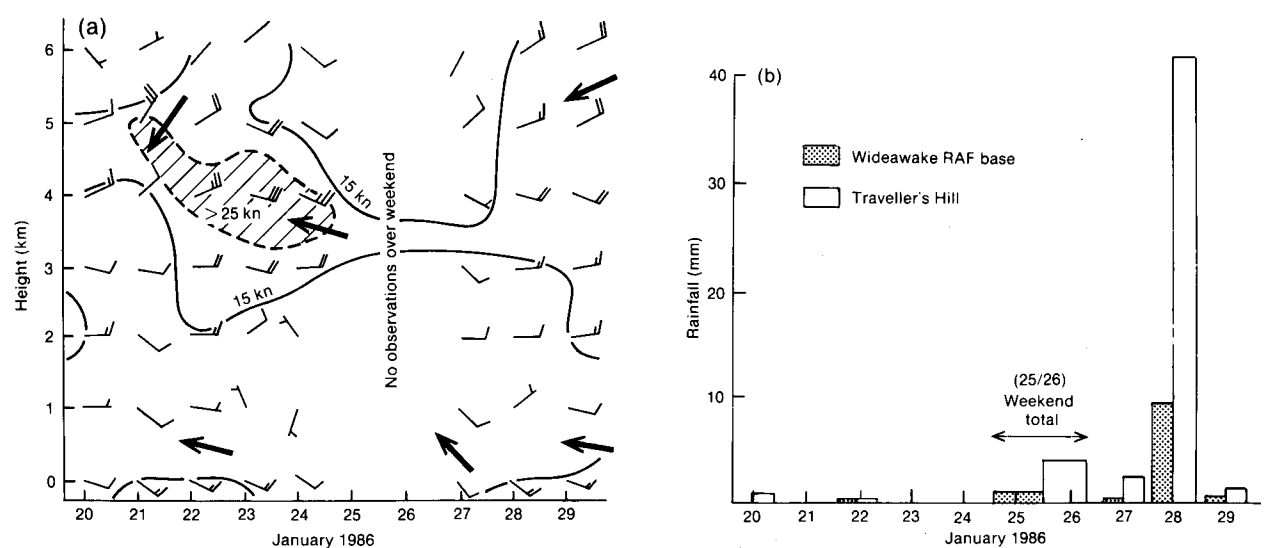 (a)
6
5
4
3
2
1
0
Height (km)
15 kn
> 25 kn
15 kn
No observations over weekend
20 21 22 23 24 25 26 27 28 29
January 1986
(b)
40
30
40
20
10
Rainfall (mm)
Wideawake RAF base
Traveller's Hill
(25/26)
Weekend
total
20 21 22 23 24 25 26 27 28 29
January 1986